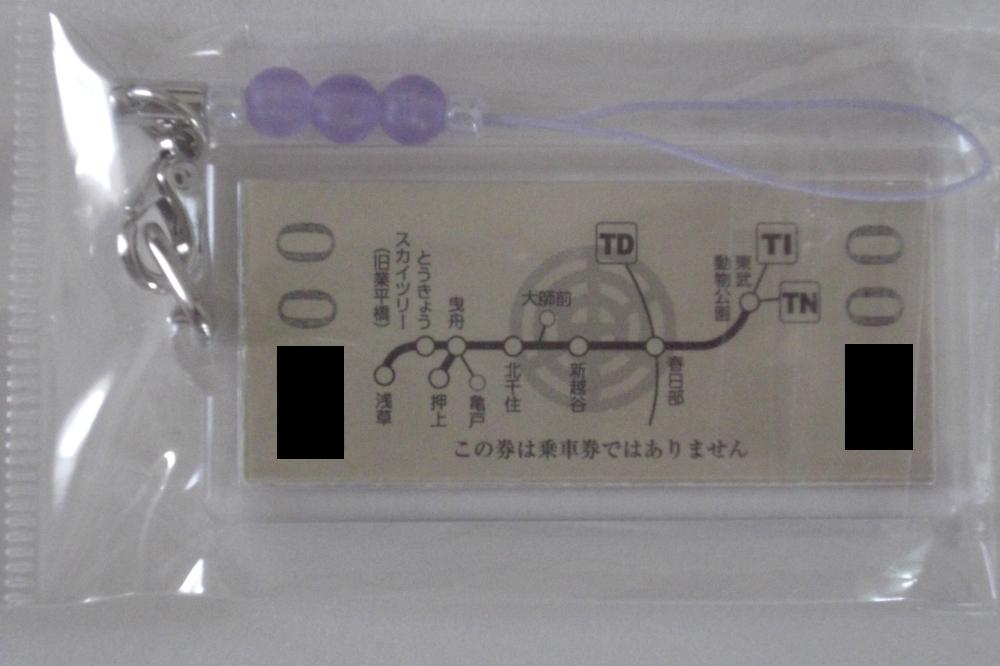 00
とうきょう
スカイツリー
(旧業平橋)
曳舟
大師前
TD
東武
動物公園
TI
TN
00
浅草
押上
亀戸
北千住
新越谷
春日部
この券は乗車券ではありません